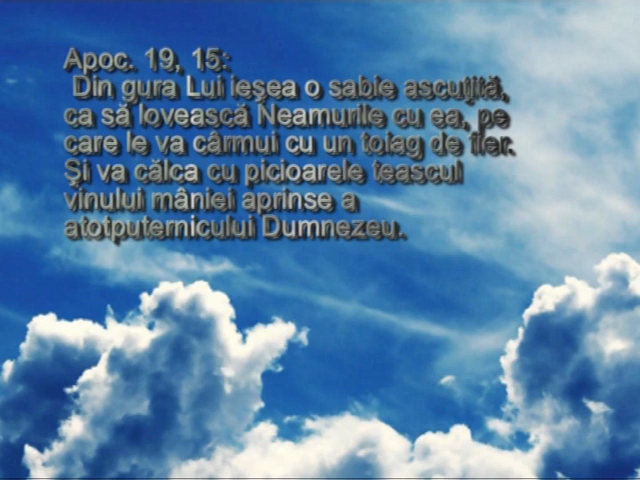 Apoc. 19, 15:
Din gura Lui ieşea o sabie ascuţită,
ca să lovească Neamurile cu ea, pe
care le va cârmui cu un toiag de fier.
Şi va călca cu picioarele teascul
vinului mâniei aprinse a
atotputernicului Dumnezeu.